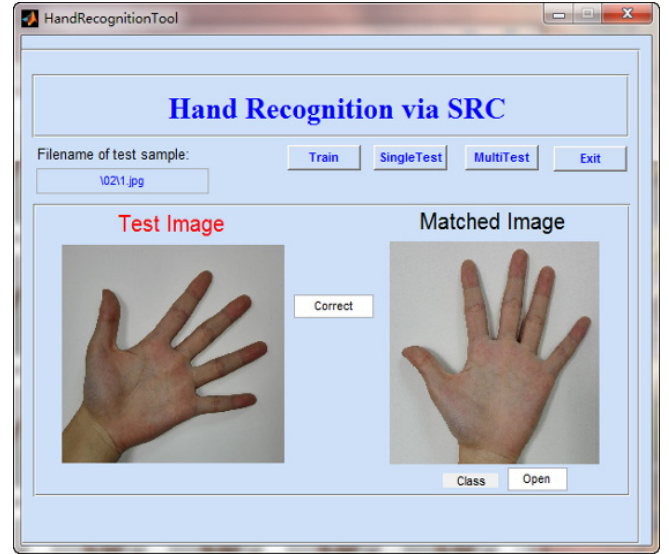 HandRecognitionTool
Hand Recognition via SRC
Filename of test sample:
\02\1.jpg
Train
SingleTest
MultiTest
Exit
Test Image
Matched Image
Correct
Class
Open